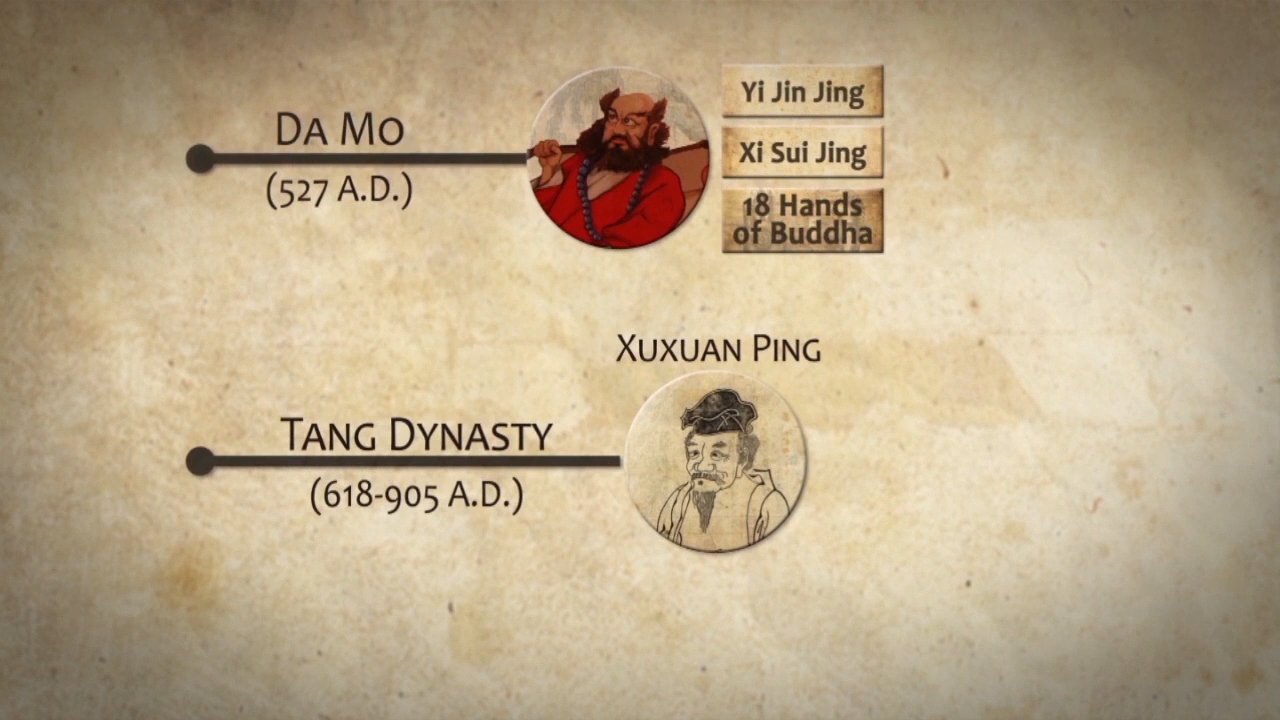 Da Mo
(527 A.D.)
Yi Jin Jing
Xi Sui Jing
18 Hands
of Buddha
Xuxuan Ping
Tang Dynasty
(618-905 A.D.)